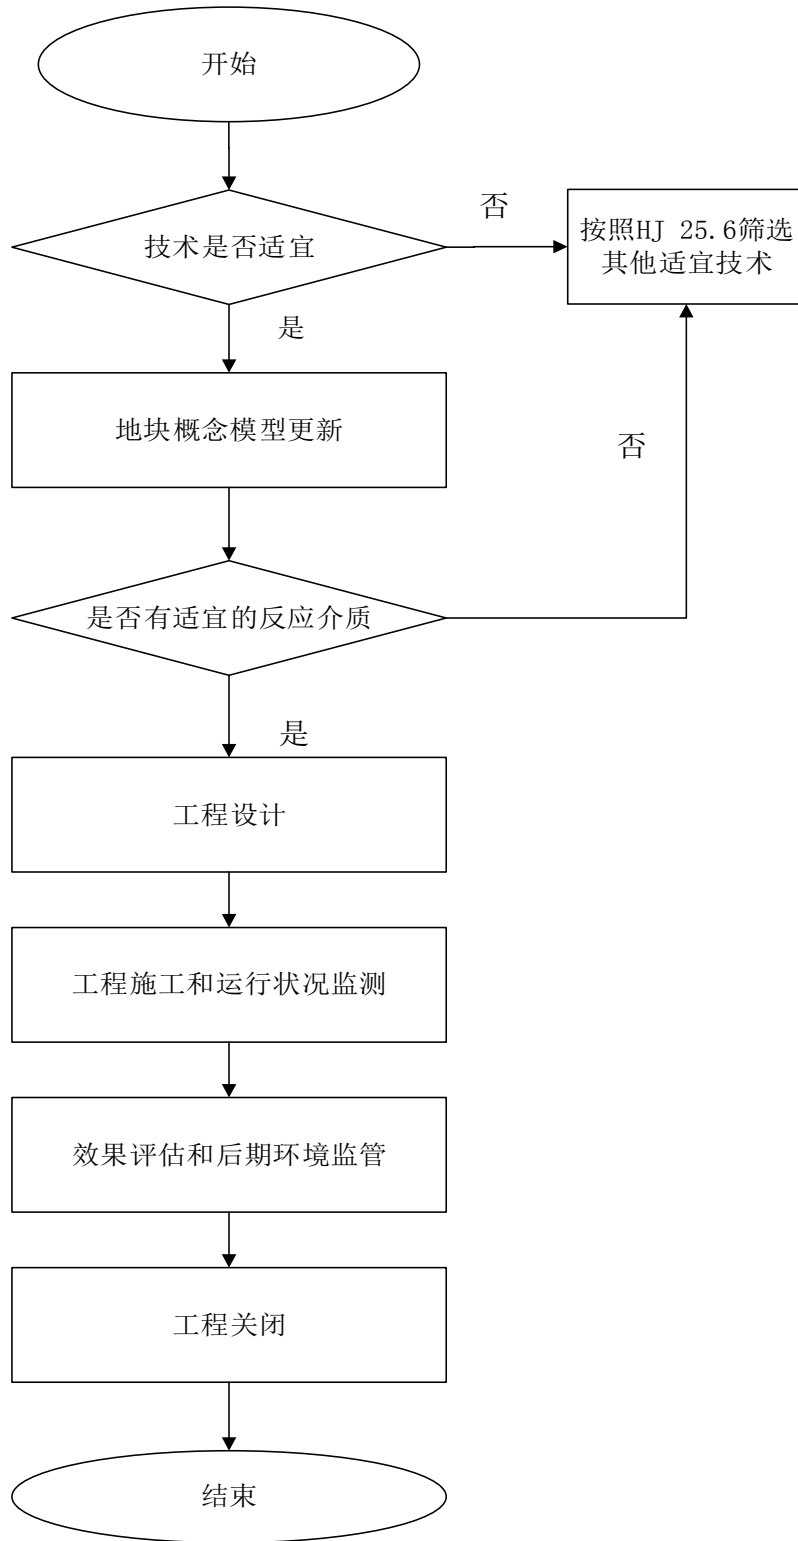 开始
技术是否适宜
否
按照HJ 25.6筛选
其他适宜技术
是
地块概念模型更新
否
是否有适宜的反应介质
是
工程设计
工程施工和运行状况监测
效果评估和后期环境监管
工程关闭
结束